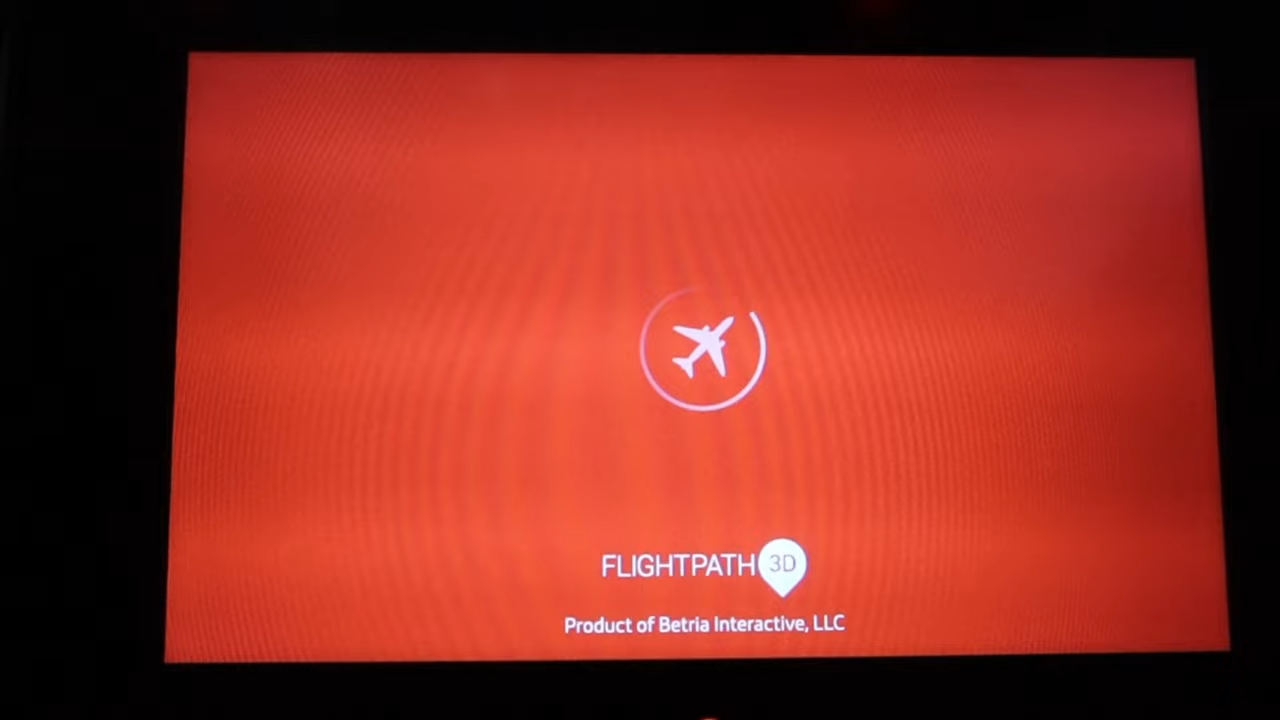 FLIGHTPATH 3D
Product of Betria Interactive, LLC